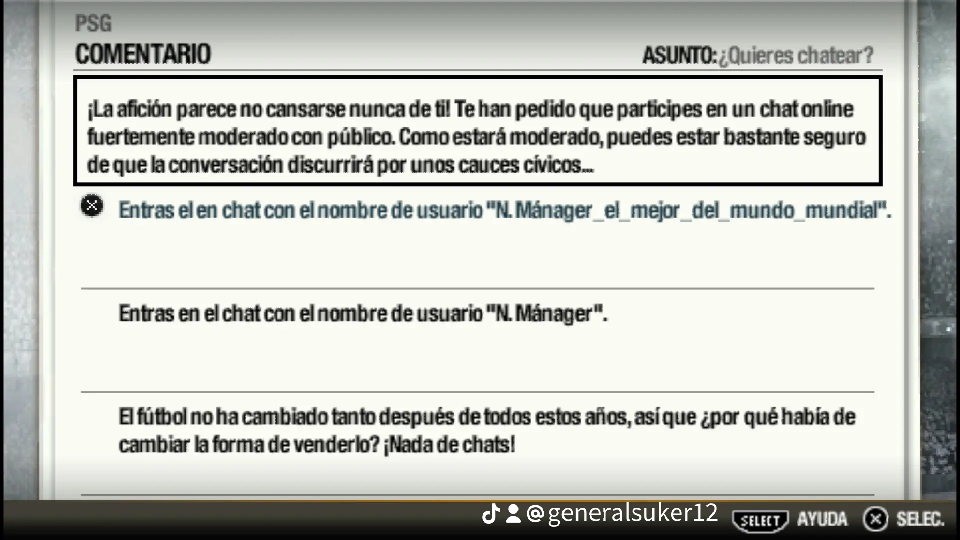 PSG
COMENTARIO
ASUNTO: ¿Quieres chatear?
¡La afición parece no cansarse nunca de ti! Te han pedido que participes en un chat online
fuertemente moderado con público. Como estará moderado, puedes estar bastante seguro
de que la conversación discurrirá por unos cauces cívicos...
Entras el en chat con el nombre de usuario "N. Mánager_el_mejor_del_mundo_mundial".
Entras en el chat con el nombre de usuario "N. Mánager".
El fútbol no ha cambiado tanto después de todos estos años, así que ¿por qué había de
cambiar la forma de venderlo? ¡Nada de chats!
@generalsuker12
SELECT AYUDA SELEC.